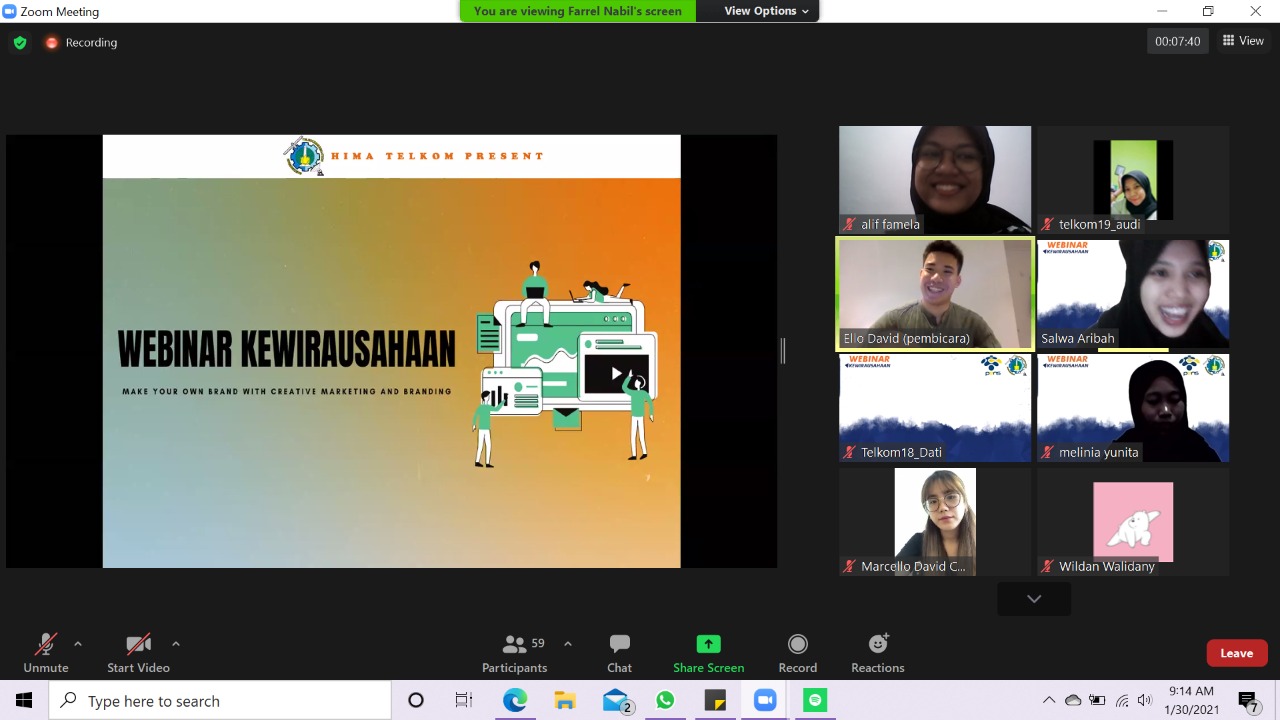 Zoom Meeting
You are viewing Farrel Nabil's screen
View Options
Recording
00:07:40
View
HIMA TELKOM PRESENT
WEBINAR KEWIRAUSAHAAN
MAKE YOUR OWN BRAND WITH CREATIVE MARKETING AND BRANDING
alif famela
telkom19_audi
Ello David (pembicara)
WEBINAR
KEWIRAUSAHAAN
Salwa Aribah
WEBINAR
KEWIRAUSAHAAN
Telkom18_Dati
WEBINAR
KEWIRAUSAHAAN
melinia yunita
Marcello David C...
Wildan Walidany
Unmute
Start Video
59
Participants
Chat
Share Screen
Record
Reactions
Leave
Type here to search
2
9:14 AM
1/30/2021
7